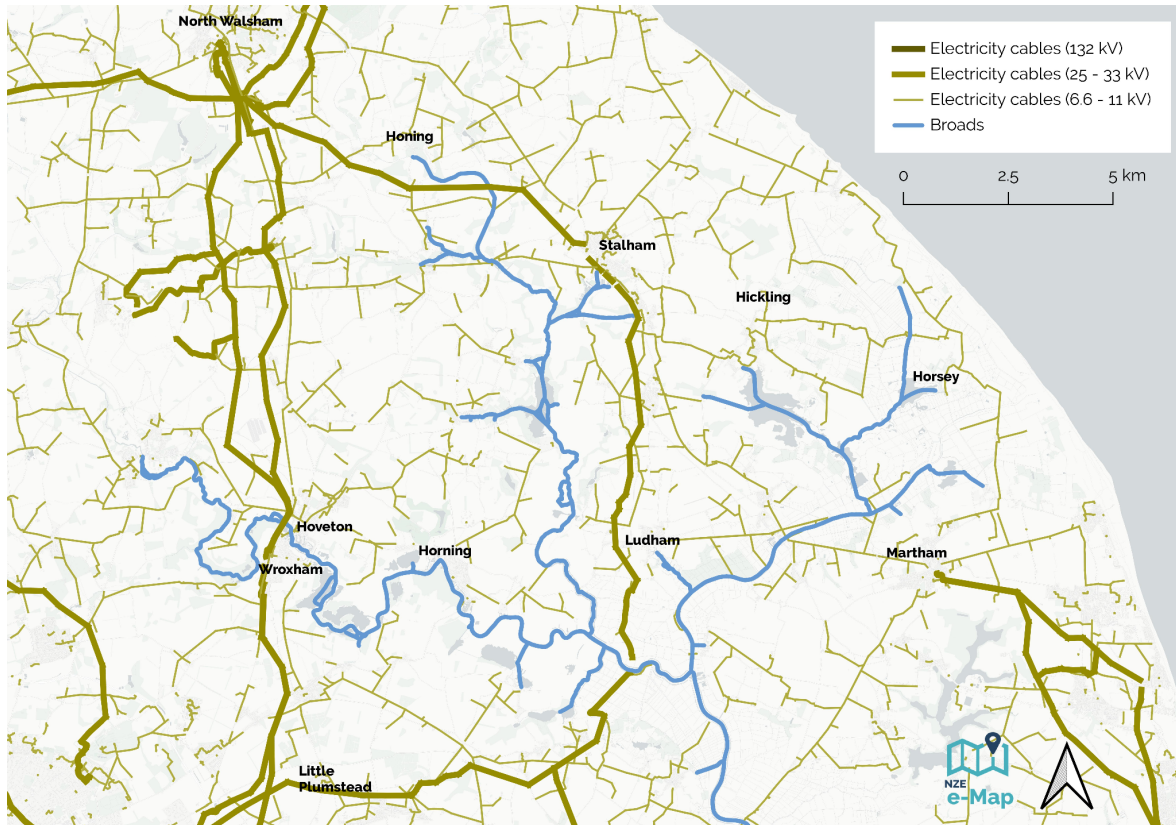 North Walsham
Electricity cables (132 kV)
Electricity cables (25 - 33 kV)
Electricity cables (6.6 - 11 kV)
Broads
Honing
0 2.5 5 km
Stalham
Hickling
Horsey
Hoveton
Ludham
Horning
Martham
Wroxham
Little
Plumstead
NZE
e-Map